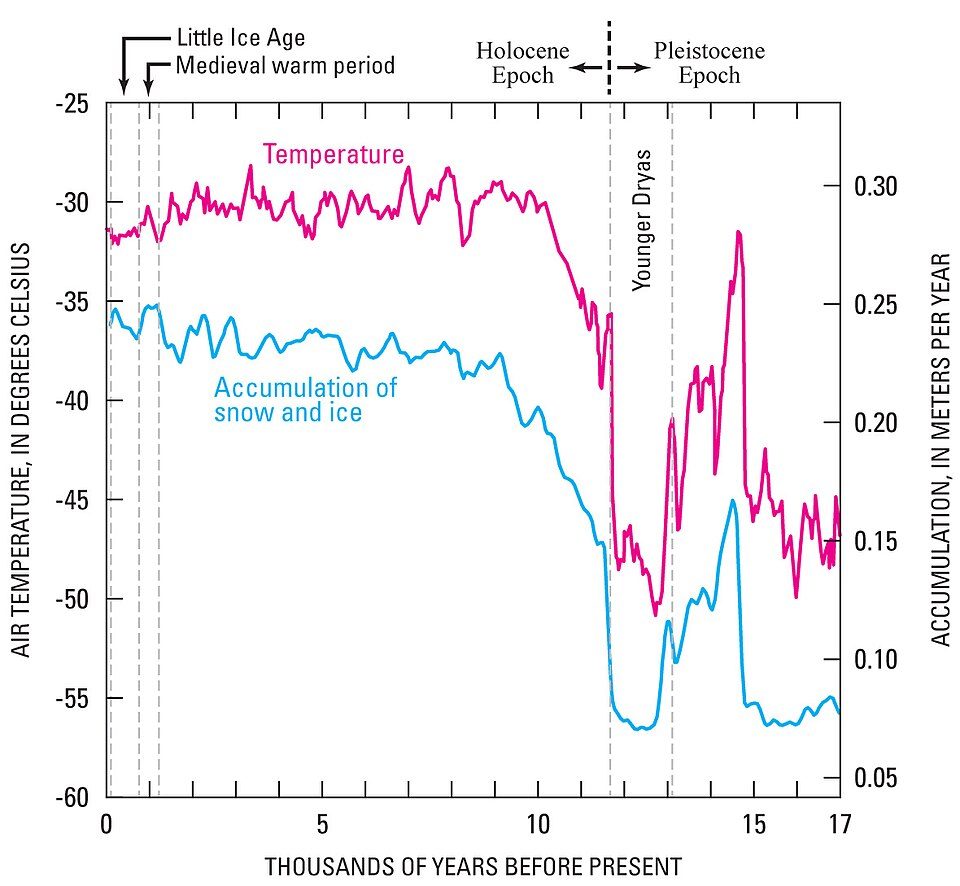 Little Ice Age
Medieval warm period
Holocene
Epoch
Pleistocene
Epoch
-25
-30
-35
-40
-45
-50
-55
-60
AIR TEMPERATURE, IN DEGREES CELSIUS
Temperature
Younger Dryas
Accumulation of
snow and ice
0.30
0.25
0.20
0.15
0.10
0.05
ACCUMULATION, IN METERS PER YEAR
0
5
10
15
17
THOUSANDS OF YEARS BEFORE PRESENT